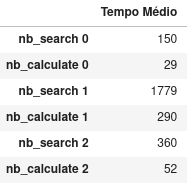 Tempo Médio
nb_search 0 150
nb_calculate 0 29
nb_search 1 1779
nb_calculate 1 290
nb_search 2 360
nb_calculate 2 52